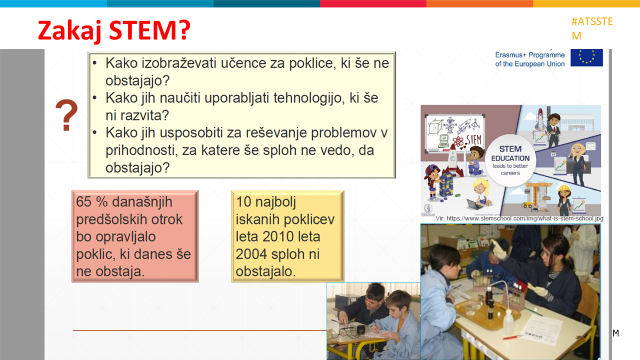 Zakaj STEM?
#ATSSTE
M
Erasmus+ Programme
of the European Union
• Kako izobraževati učence za poklice, ki še ne
obstajajo?
• Kako jih naučiti uporabljati tehnologijo, ki še
ni razvita?
• Kako jih usposobiti za reševanje problemov v
prihodnosti, za katere še sploh ne vedo, da
obstajajo?
?
STEM
STEM
EDUCATION
leads to better
careers
Vir: https://www.stemschool.com/img/what-is-stem-school.jpg
65 % današnjih
predšolskih otrok
bo opravljalo
poklic, ki danes še
ne obstaja.
10 najbolj
iskanih poklicev
leta 2010 leta
2004 sploh ni
obstajalo.
M